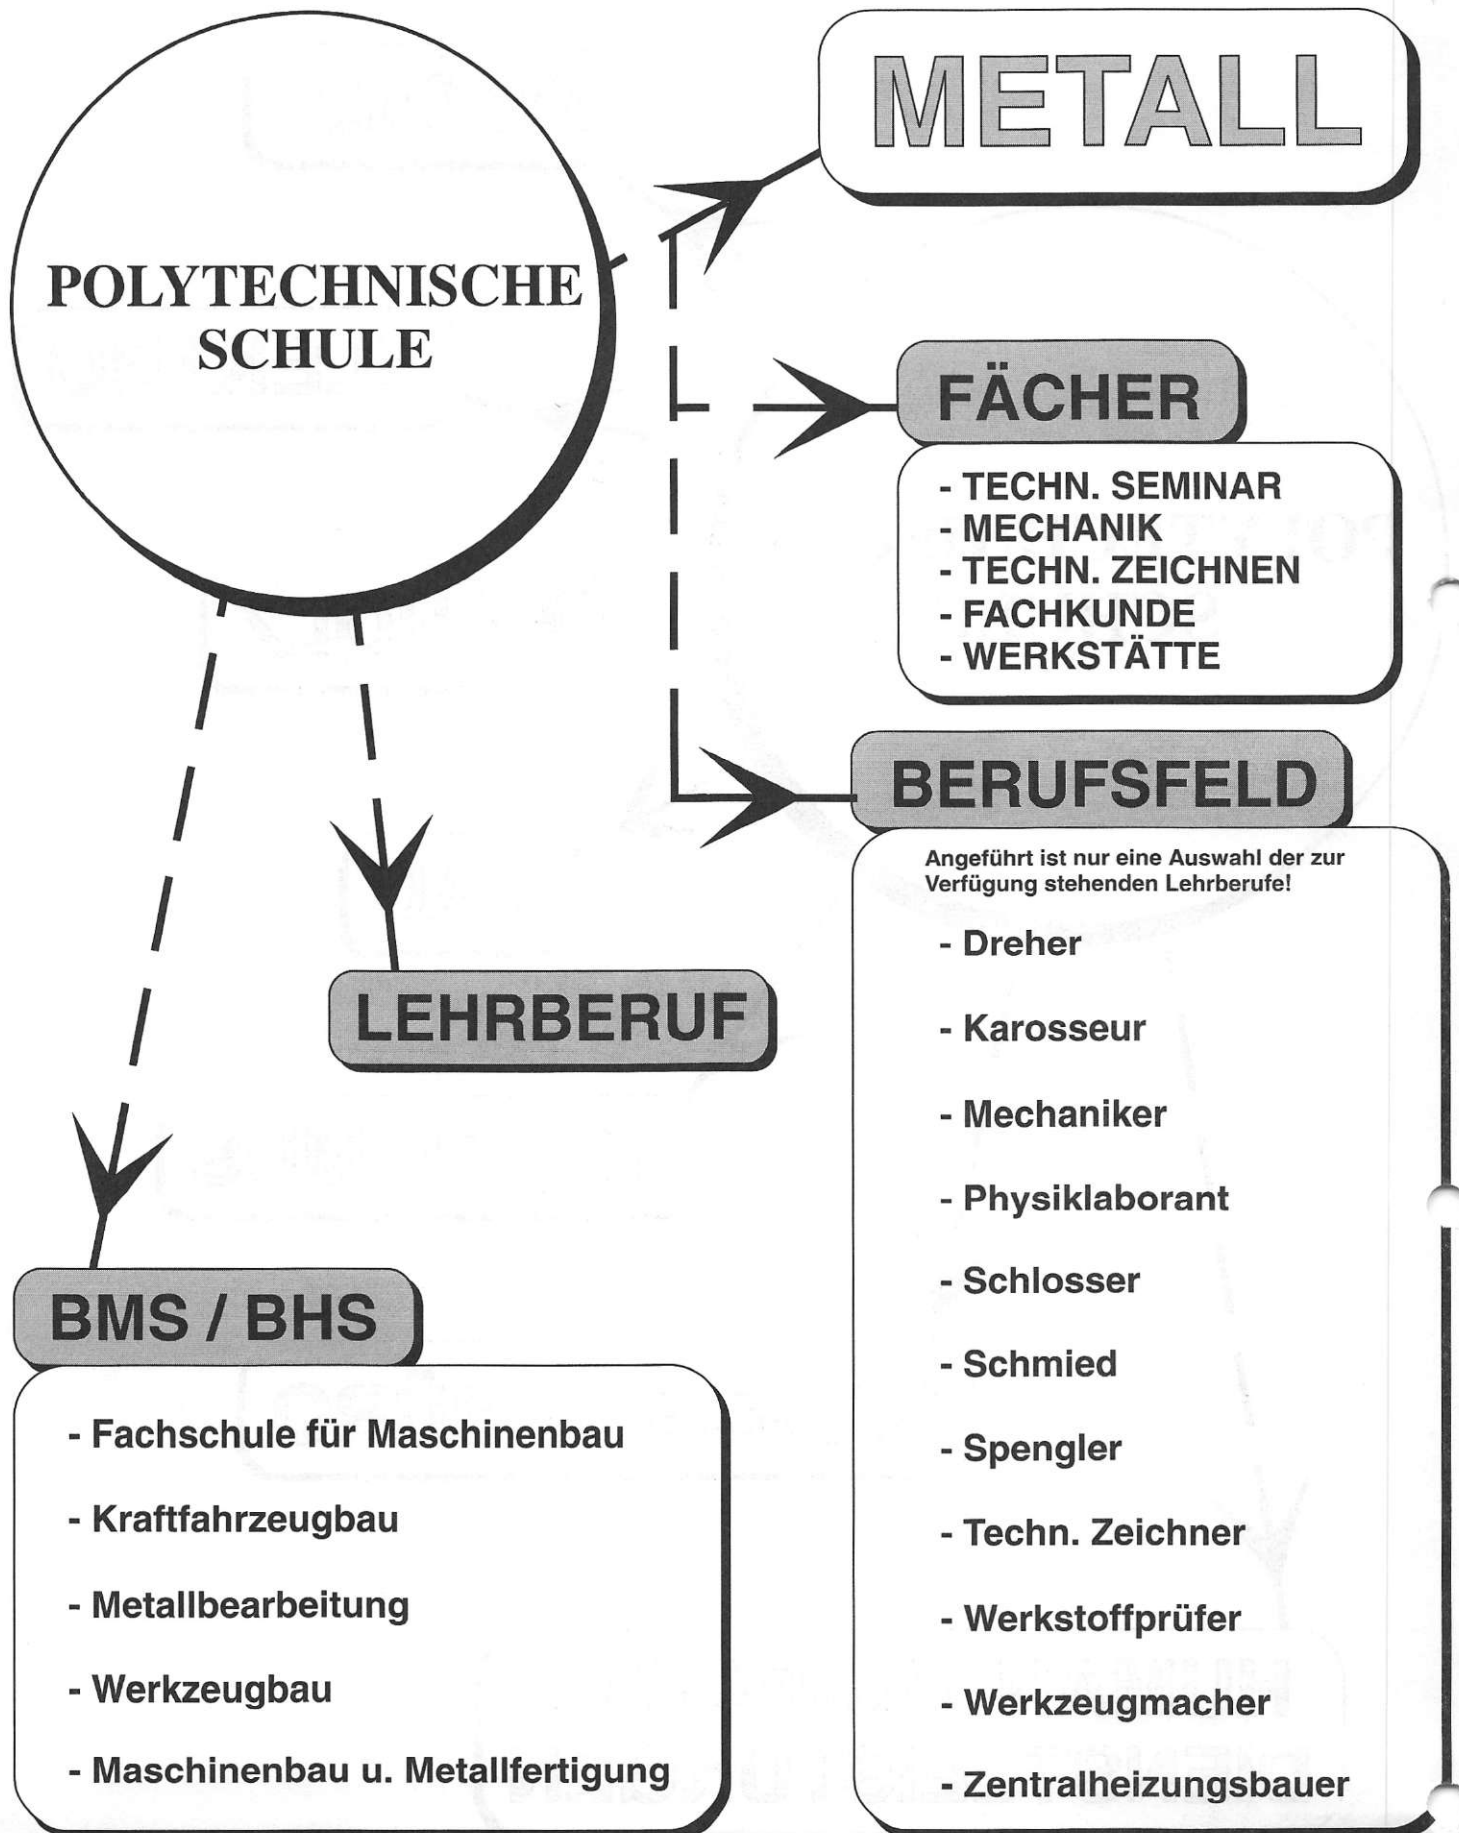 POLYTECHNISCHE
SCHULE
METALL
FÄCHER
- TECHN. SEMINAR
- MECHANIK
- TECHN. ZEICHNEN
- FACHKUNDE
- WERKSTÄTTE
BERUFSFELD
Angeführt ist nur eine Auswahl der zur
Verfügung stehenden Lehrberufe!
- Dreher
- Karosseur
- Mechaniker
- Physiklaborant
- Schlosser
- Schmied
- Spengler
- Techn. Zeichner
- Werkstoffprüfer
- Werkzeugmacher
- Zentralheizungsbauer
LEHRBERUF
BMS / BHS
- Fachschule für Maschinenbau
- Kraftfahrzeugbau
- Metallbearbeitung
- Werkzeugbau
- Maschinenbau u. Metallfertigung